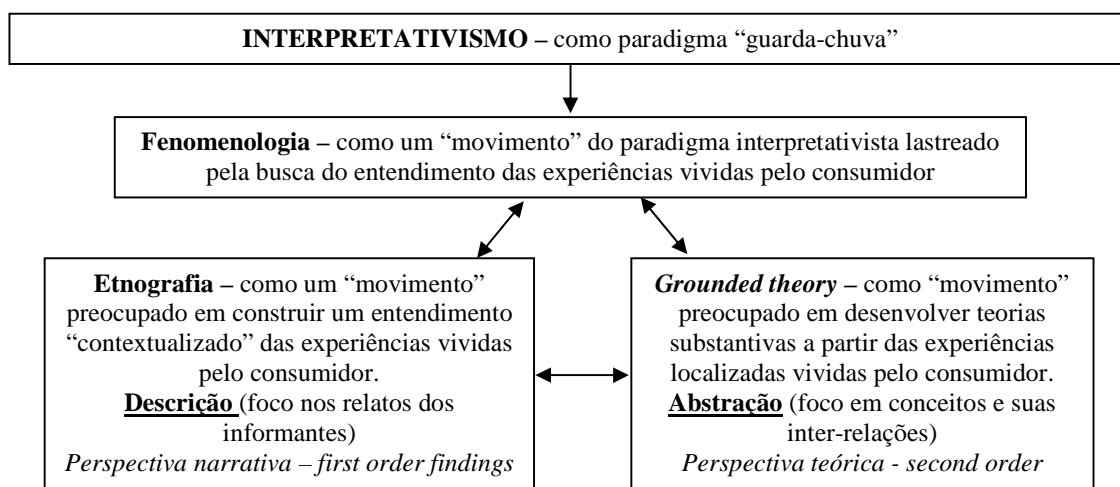 INTERPRETATIVISMO – como paradigma “guarda-chuva”
Fenomenologia – como um “movimento” do paradigma interpretativista lastreado
pela busca do entendimento das experiências vividas pelo consumidor
Etnografia – como um “movimento”
preocupado em construir um entendimento
“contextualizado” das experiências vividas
pelo consumidor.
Descrição (foco nos relatos dos
informantes)
Perspectiva narrativa – first order findings
Grounded theory – como “movimento”
preocupado em desenvolver teorias
substantivas a partir das experiências
localizadas vividas pelo consumidor.
Abstração (foco em conceitos e suas
inter-relações)
Perspectiva teórica - second order